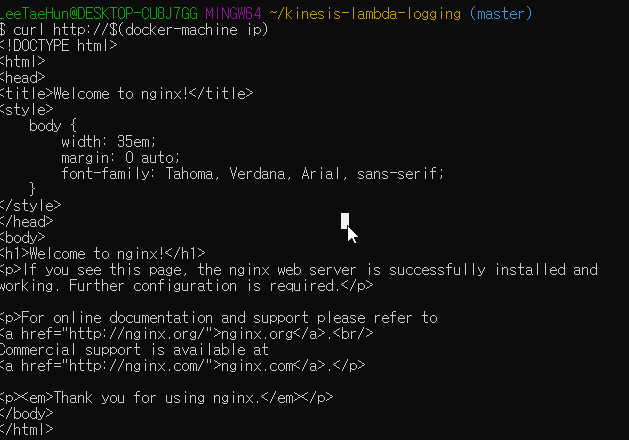 LeeTaeHun@DESKTOP-CU8J7GG MINGW64 ~/kinesis-lambda-logging (master)
$ curl http://$(docker-machine ip)
<!DOCTYPE html>
<html>
<head>
<title>Welcome to nginx!</title>
<style>
    body {
        width: 35em;
        margin: 0 auto;
        font-family: Tahoma, Verdana, Arial, sans-serif;
    }
</style>
</head>
<body>
<h1>Welcome to nginx!</h1>
<p>If you see this page, the nginx web server is successfully installed and
working. Further configuration is required.</p>

<p>For online documentation and support please refer to
<a href="http://nginx.org/">nginx.org</a>.<br/>
Commercial support is available at
<a href="http://nginx.com/">nginx.com</a>.</p>

<p><em>Thank you for using nginx.</em></p>
</body>
</html>